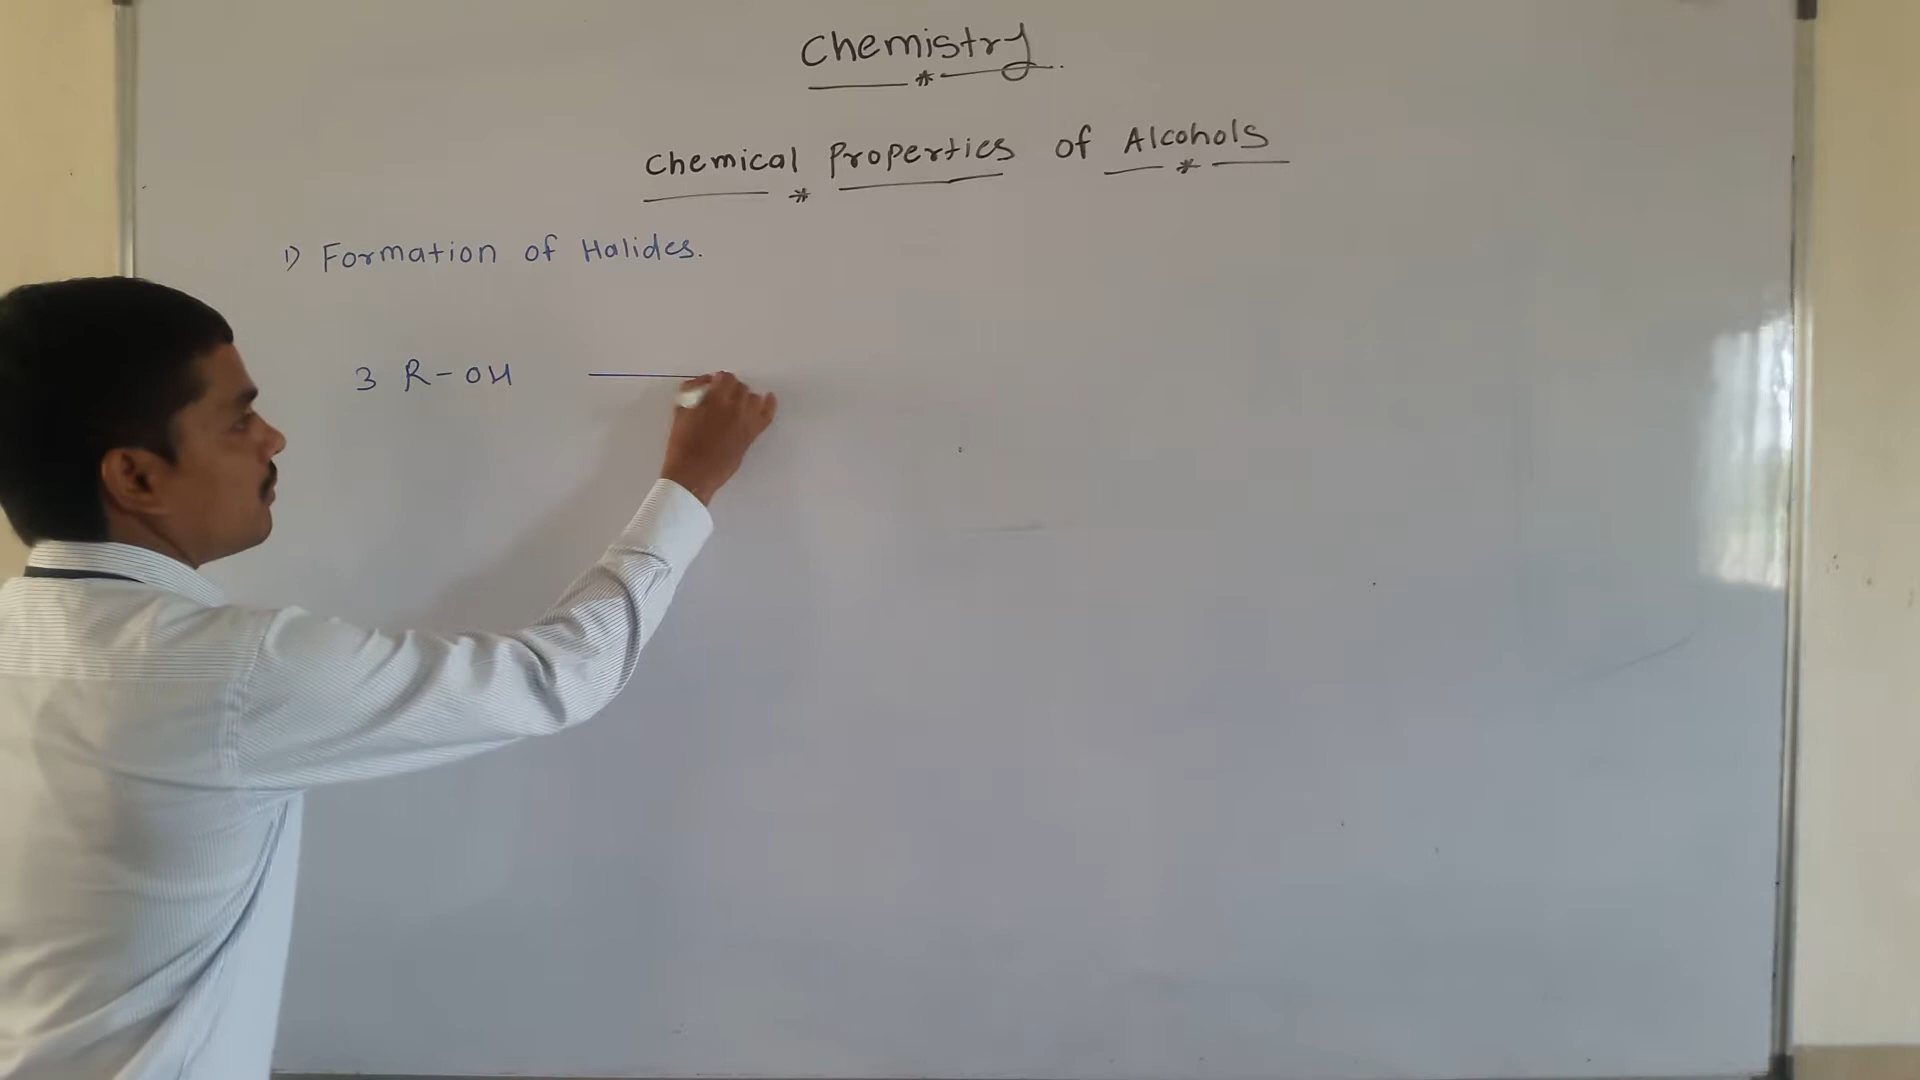 Chemistry
Chemical Properties of Alcohols
1) Formation of Halides.
3 R-OH